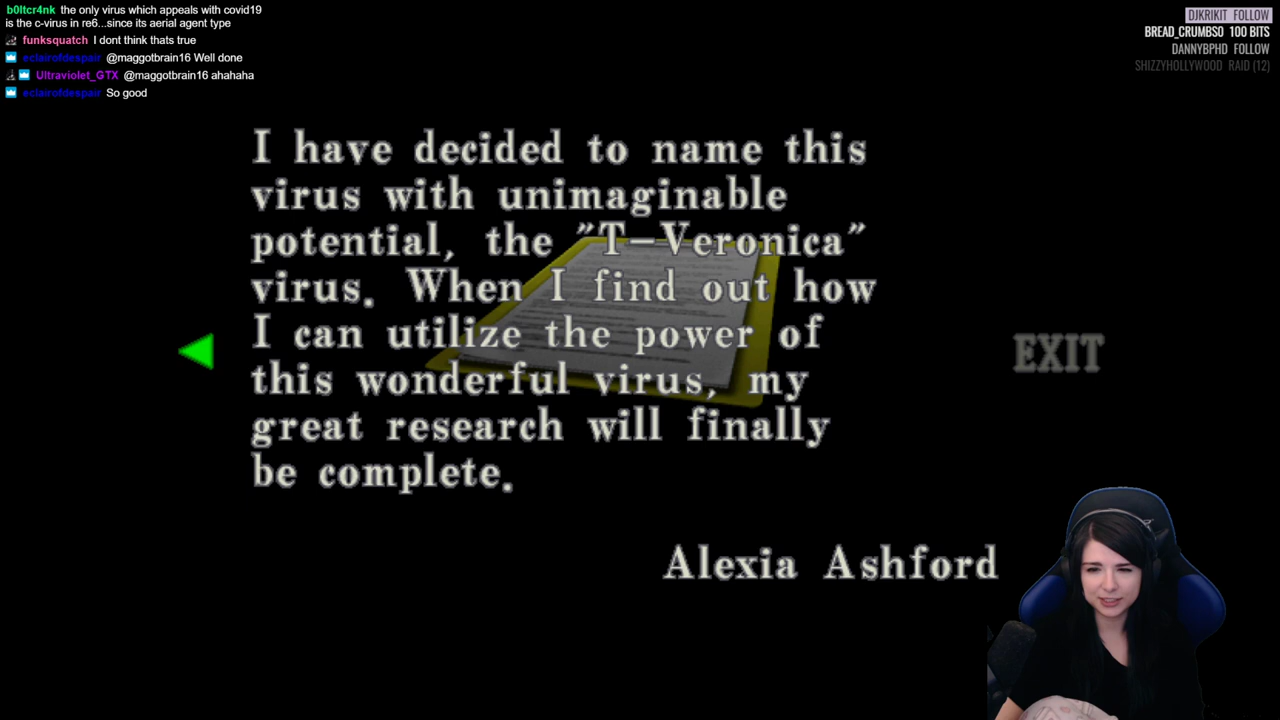 b0ltcr4nk the only virus which appeals with covid19
is the c-virus in re6...since its aerial agent type
funksquatch I dont think thats true
eclairofdespair @maggotbrain16 Well done
Ultraviolet_GTX @maggotbrain16 ahahaha
eclairofdespair So good
DJKRIKIT FOLLOW
BREAD_CRUMBSO 100 BITS
DANNYBPHD FOLLOW
SHIZZYHOLLYWOOD RAID (12)
I have decided to name this
virus with unimaginable
potential, the "T-Veronica"
virus. When I find out how
I can utilize the power of
this wonderful virus, my
great research will finally
be complete.
EXIT
Alexia Ashford